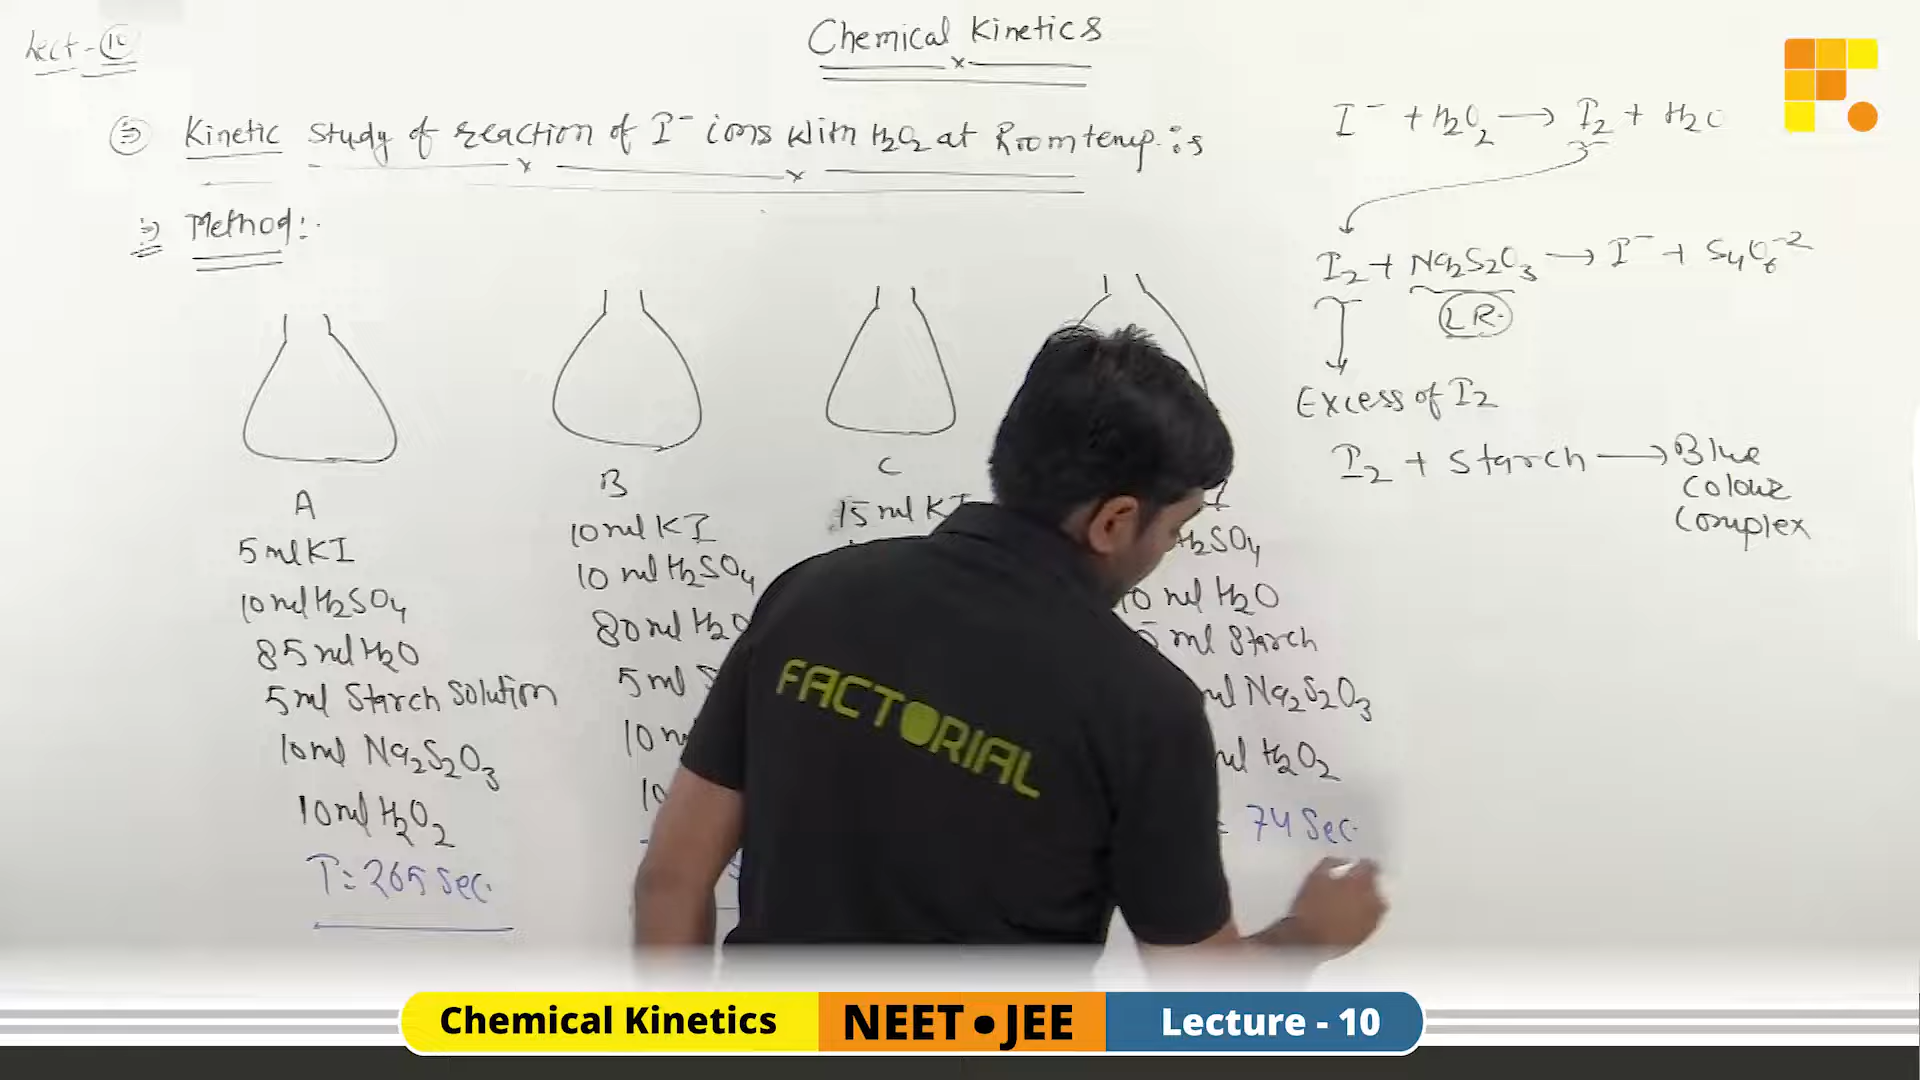 Lect-10
Chemical Kinetics
⇒ Kinetic study of reaction of I⁻ ions with H₂O₂ at Room temp.:s
⇒ Method:-
I⁻ + H₂O₂ → I₂ + H₂O
I₂ + Na₂S₂O₃ → I⁻ + S₄O₆⁻²
L.R.
Excess of I₂
I₂ + Starch → Blue
Colour
Complex
A
5 ml KI
10 ml H₂SO₄
85 ml H₂O
5 ml Starch Solution
10 ml Na₂S₂O₃
10 ml H₂O₂
T = 265 Sec.
B
10 ml KI
10 ml H₂SO₄
80 ml H₂O
5 ml
10
10
C
15 ml KI
H₂SO₄
ml H₂O
ml Starch
ml Na₂S₂O₃
ml H₂O₂
= 74 Sec.
FACTORIAL
Chemical Kinetics NEET • JEE Lecture - 10